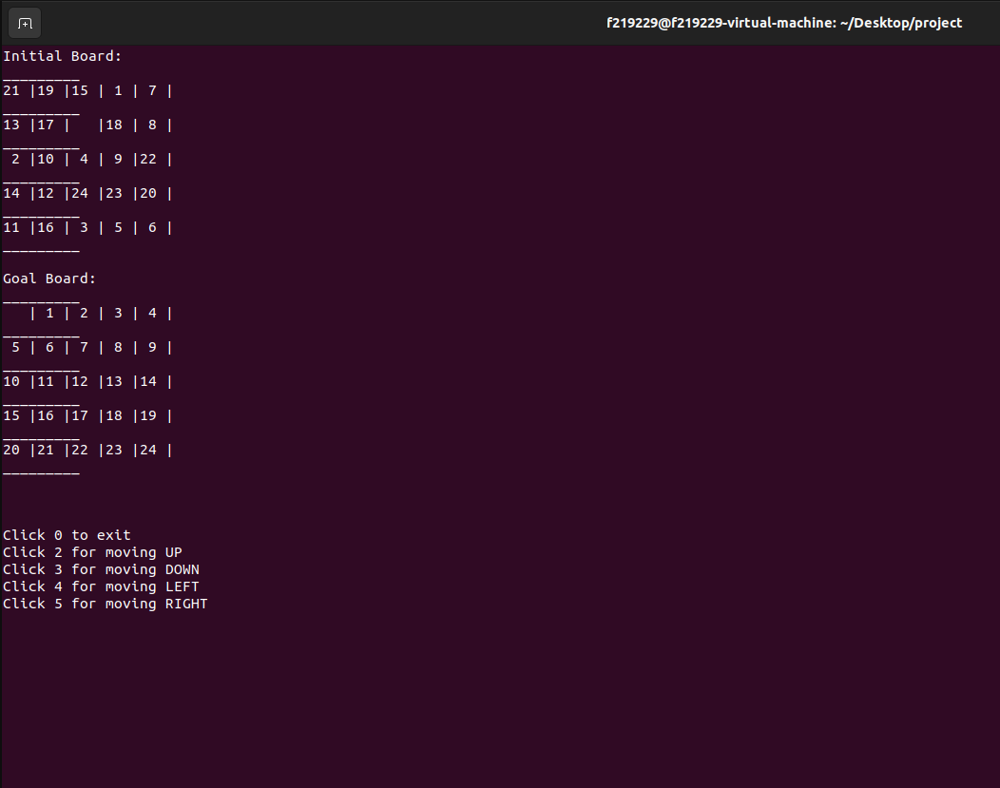 f219229@f219229-virtual-machine: ~/Desktop/project
Initial Board:
_________
21 |19 |15 | 1 | 7 |
_________
13 |17 |   |18 | 8 |
_________
 2 |10 | 4 | 9 |22 |
_________
14 |12 |24 |23 |20 |
_________
11 |16 | 3 | 5 | 6 |
_________
Goal Board:
_________
   | 1 | 2 | 3 | 4 |
_________
 5 | 6 | 7 | 8 | 9 |
_________
10 |11 |12 |13 |14 |
_________
15 |16 |17 |18 |19 |
_________
20 |21 |22 |23 |24 |
_________
Click 0 to exit
Click 2 for moving UP
Click 3 for moving DOWN
Click 4 for moving LEFT
Click 5 for moving RIGHT